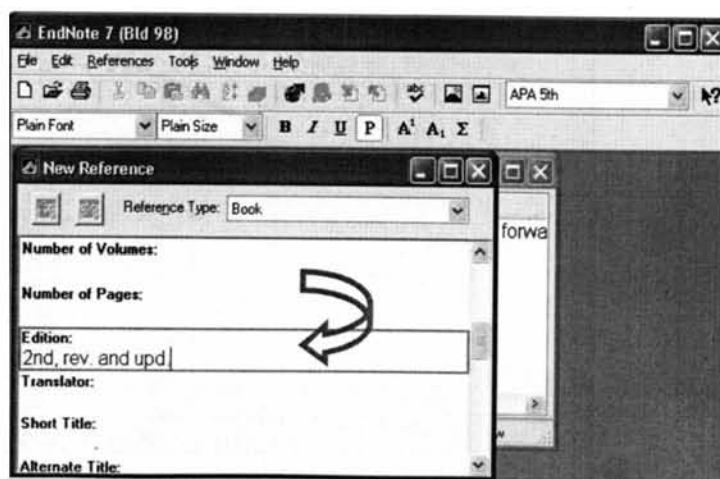 EndNote 7 (Bld 98)
File Edit References Tools Window Help
abc APA 5th
Plain Font Plain Size B I U P A¹ A₁ Σ
New Reference
Reference Type: Book
forwa
Number of Volumes:
Number of Pages:
Edition:
2nd, rev. and upd.
Translator:
Short Title:
Alternate Title: